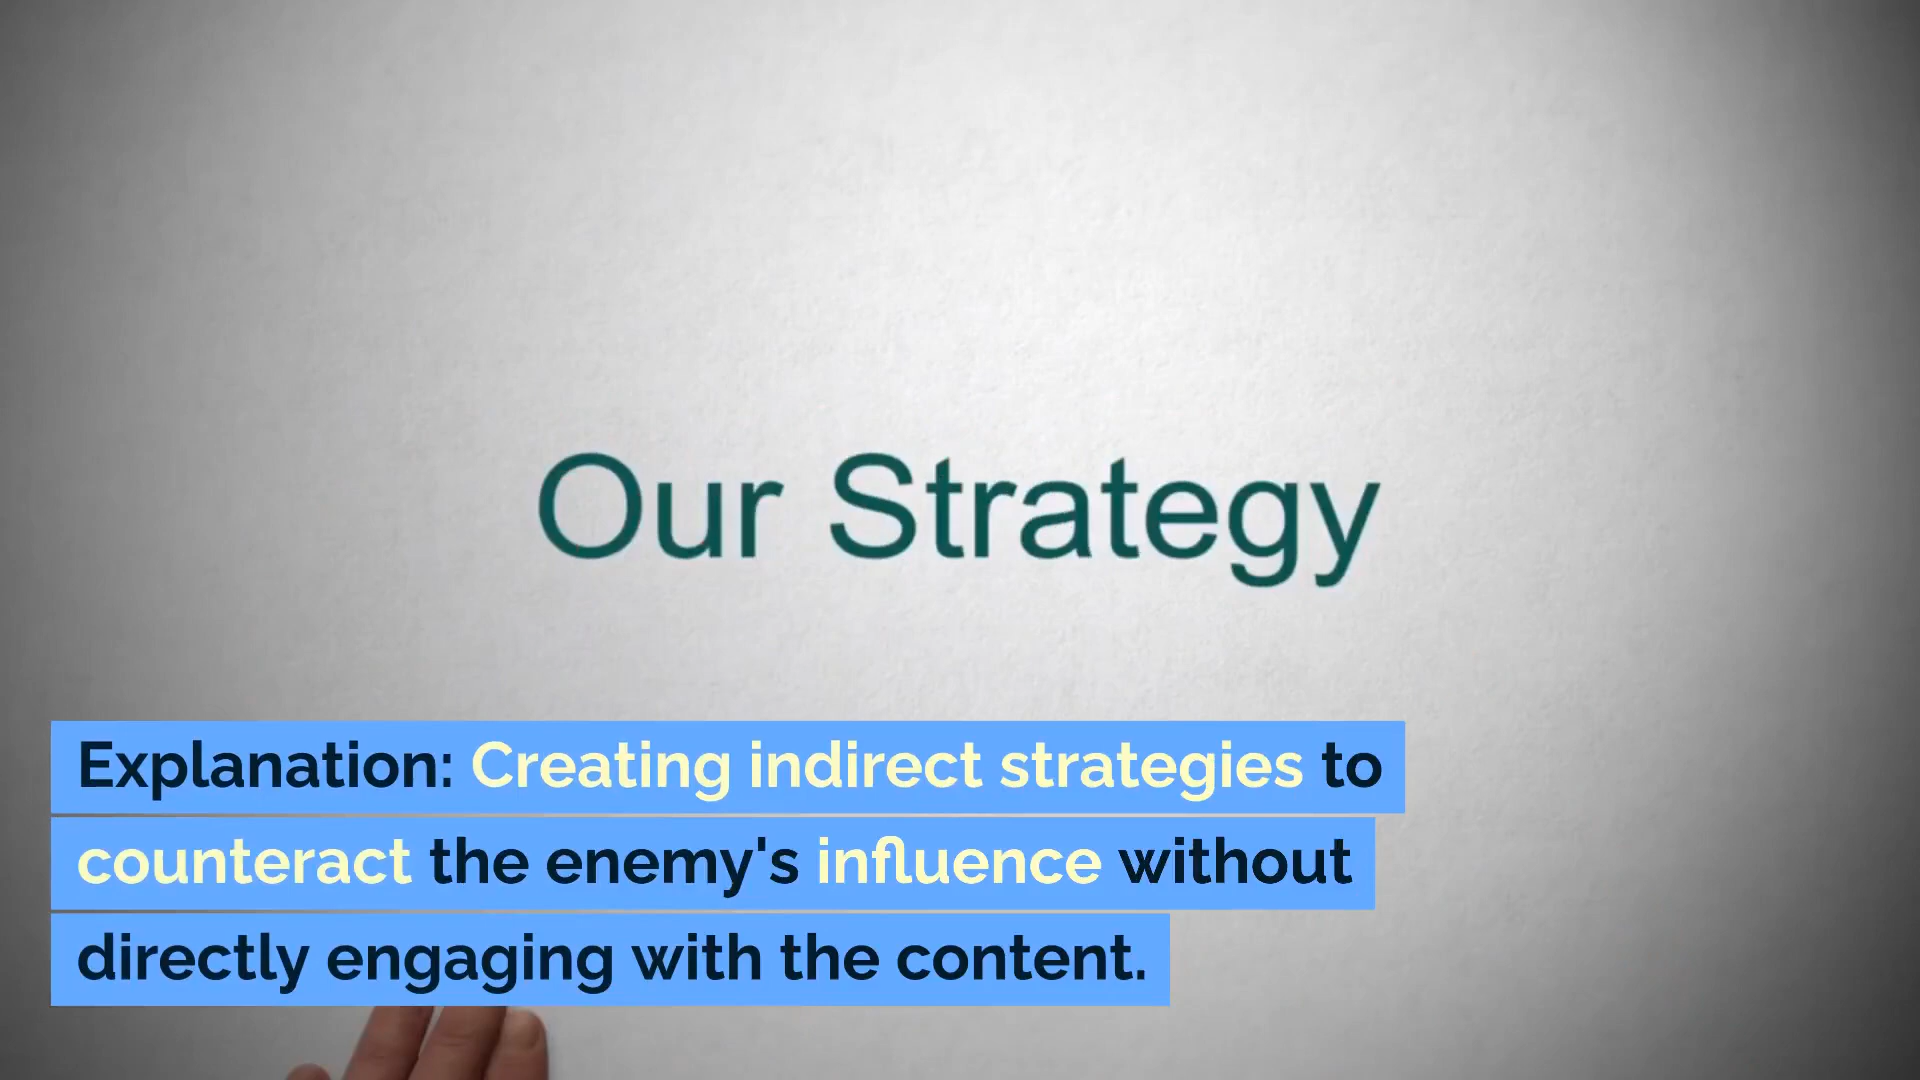 Our Strategy
Explanation: Creating indirect strategies to
counteract the enemy's influence without
directly engaging with the content.